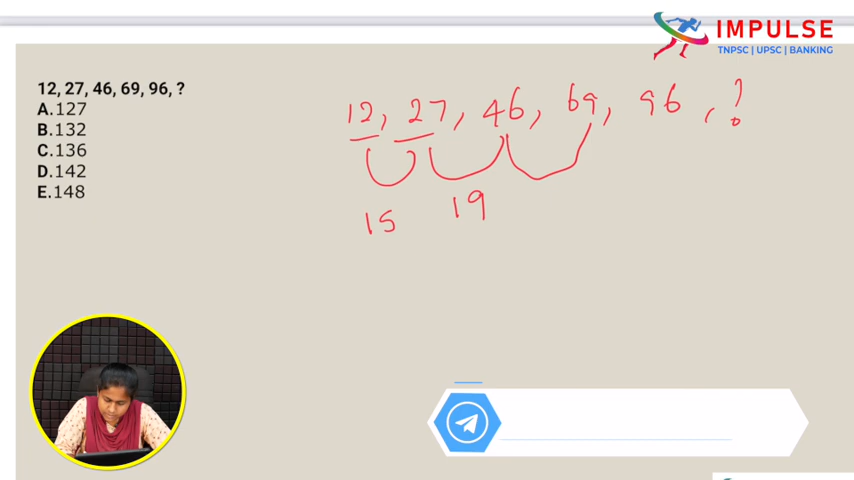 IMPULSE
TNPSC | UPSC | BANKING
12, 27, 46, 69, 96, ?
A.127
B.132
C.136
D.142
E.148
12, 27, 46, 69, 96, ?
15 19